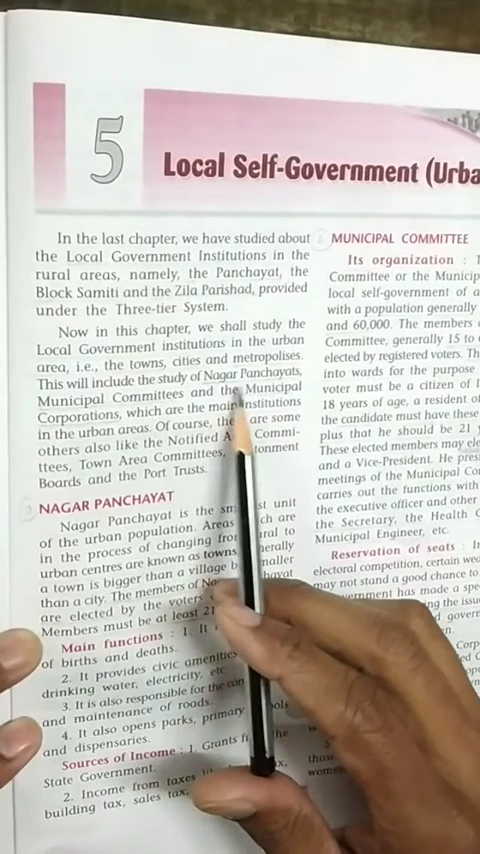 5
Local Self-Government (Urba
In the last chapter, we have studied about
the Local Government Institutions in the
rural areas, namely, the Panchayat, the
Block Samiti and the Zila Parishad, provided
under the Three-tier System.
Now in this chapter, we shall study the
Local Government institutions in the urban
area, i.e., the towns, cities and metropolises.
This will include the study of Nagar Panchayats,
Municipal Committees and the Municipal
Corporations, which are the main institutions
in the urban areas. Of course, the are some
others also like the Notified A Commi-
ttees, Town Area Committees, tonment
Boards and the Port Trusts.
NAGAR PANCHAYAT
Nagar Panchayat is the sm st unit
of the urban population. Areas ch are
in the process of changing from ral to
urban centres are known as towns nerally
a town is bigger than a village b maller
than a city. The members of Na hayat
are elected by the voters
Members must be at least 21
Main functions : 1. It
of births and deaths.
2. It provides civic amenities
drinking water, electricity, etc.
3. It is also responsible for the con
and maintenance of roads.
4. It also opens parks, primary ools
and dispensaries.
Sources of Income : 1. Grants fr the
State Government.
2. Income from taxes li ax,
building tax, sales tax,
MUNICIPAL COMMITTEE
Its organization : T
Committee or the Municip
local self-government of a
with a population generally
and 60,000. The members
Committee, generally 15 to
elected by registered voters. Th
into wards for the purpose
voter must be a citizen of I
18 years of age, a resident of
the candidate must have these
plus that he should be 21 y
These elected members may ele
and a Vice-President. He pres
meetings of the Municipal Co
carries out the functions with
the executive officer and other
the Secretary, the Health O
Municipal Engineer, etc.
Reservation of seats : In
electoral competition, certain wea
may not stand a good chance to
vernment has made a spe
ng the issu
d govern
n.
Corp
those
women